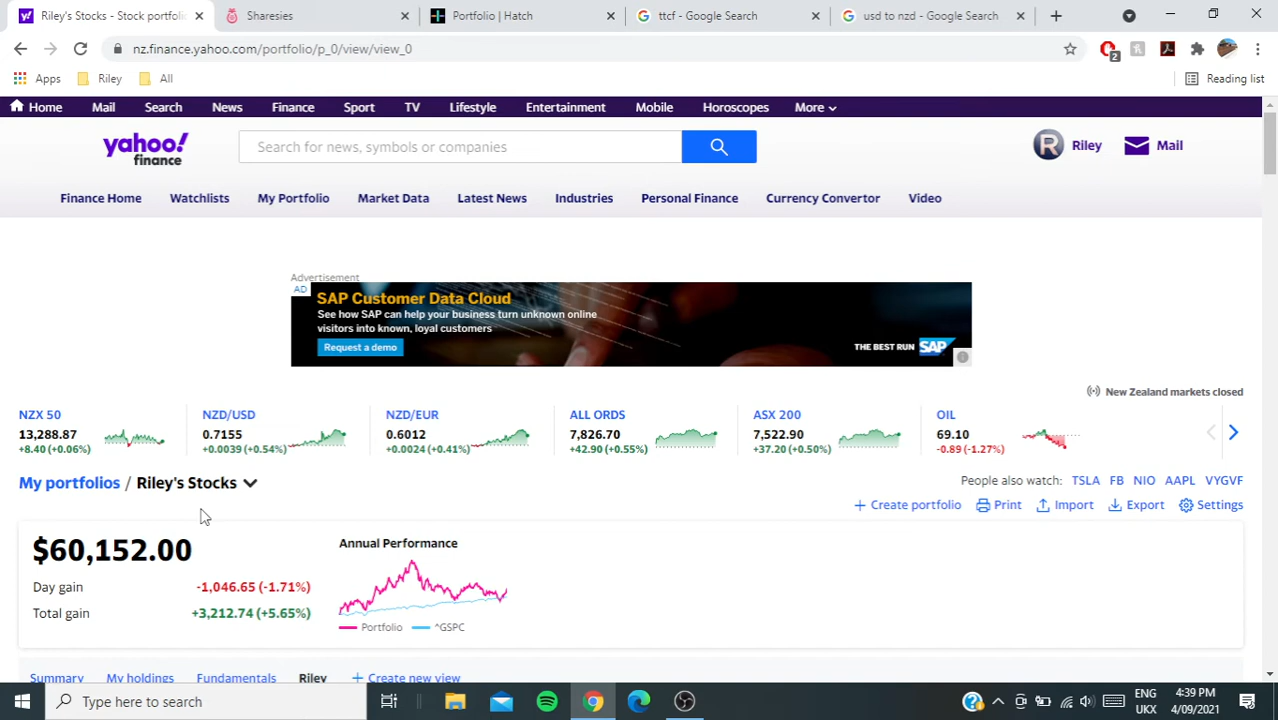 Riley's Stocks - Stock portfoli
Sharesies
Portfolio | Hatch
ttcf - Google Search
usd to nzd - Google Search
nz.finance.yahoo.com/portfolio/p_0/view/view_0
2
Apps Riley All Reading list
Home Mail Search News Finance Sport TV Lifestyle Entertainment Mobile Horoscopes More
yahoo!
finance
Search for news, symbols or companies
R Riley Mail
Finance Home Watchlists My Portfolio Market Data Latest News Industries Personal Finance Currency Convertor Video
Advertisement
AD
SAP Customer Data Cloud
See how SAP can help your business turn unknown online
visitors into known, loyal customers
Request a demo
THE BEST RUN SAP
New Zealand markets closed
NZX 50 NZD/USD NZD/EUR ALL ORDS ASX 200 OIL
13,288.87 0.7155 0.6012 7,826.70 7,522.90 69.10
+8.40 (+0.06%) +0.0039 (+0.54%) +0.0024 (+0.41%) +42.90 (+0.55%) +37.20 (+0.50%) -0.89 (-1.27%)
My portfolios / Riley's Stocks
People also watch: TSLA FB NIO AAPL VYGVF
+ Create portfolio Print Import Export Settings
$60,152.00
Day gain -1,046.65 (-1.71%)
Total gain +3,212.74 (+5.65%)
Annual Performance
Portfolio ^GSPC
Summary My holdings Fundamentals Riley + Create new view
Type here to search
ENG
UKX
4:39 PM
4/09/2021